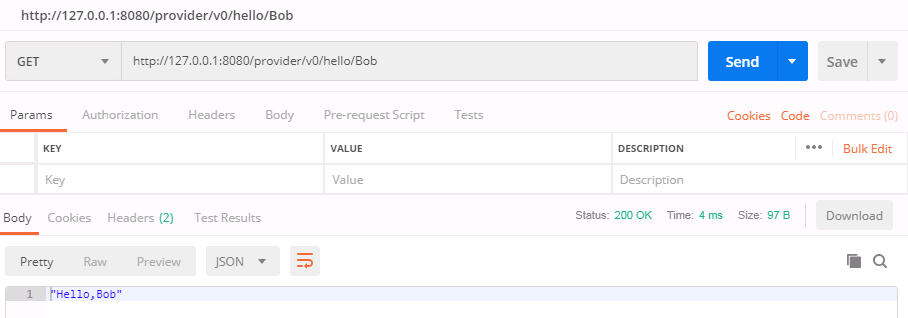 http://127.0.0.1:8080/provider/v0/hello/Bob
GET http://127.0.0.1:8080/provider/v0/hello/Bob Send Save
Params Authorization Headers Body Pre-request Script Tests Cookies Code Comments (0)
KEY VALUE DESCRIPTION ••• Bulk Edit
Key Value Description
Body Cookies Headers (2) Test Results Status: 200 OK Time: 4 ms Size: 97 B Download
Pretty Raw Preview JSON
1 "Hello,Bob"